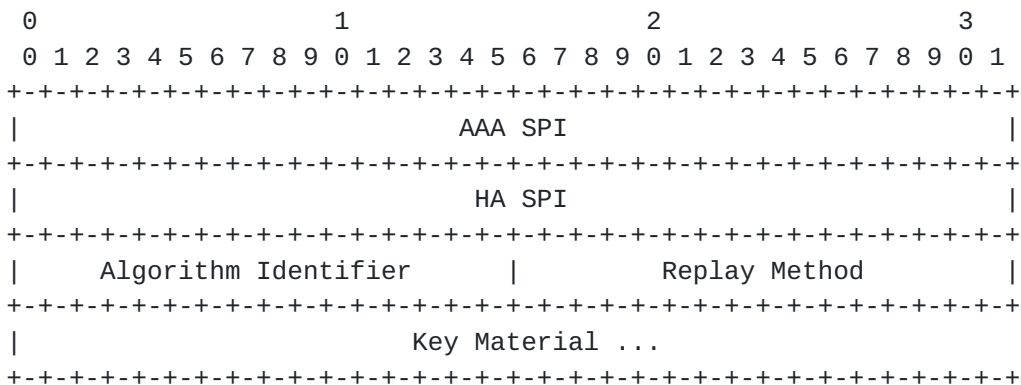 0                   1                   2                   3
 0 1 2 3 4 5 6 7 8 9 0 1 2 3 4 5 6 7 8 9 0 1 2 3 4 5 6 7 8 9 0 1
+-+-+-+-+-+-+-+-+-+-+-+-+-+-+-+-+-+-+-+-+-+-+-+-+-+-+-+-+-+-+-+-+
|                            AAA SPI                            |
+-+-+-+-+-+-+-+-+-+-+-+-+-+-+-+-+-+-+-+-+-+-+-+-+-+-+-+-+-+-+-+-+
|                             HA SPI                            |
+-+-+-+-+-+-+-+-+-+-+-+-+-+-+-+-+-+-+-+-+-+-+-+-+-+-+-+-+-+-+-+-+
|     Algorithm Identifier      |         Replay Method         |
+-+-+-+-+-+-+-+-+-+-+-+-+-+-+-+-+-+-+-+-+-+-+-+-+-+-+-+-+-+-+-+-+
|                         Key Material ...
+-+-+-+-+-+-+-+-+-+-+-+-+-+-+-+-+-+-+-+-+-+-+-+-+-+-+-+-+-+-+-+-+